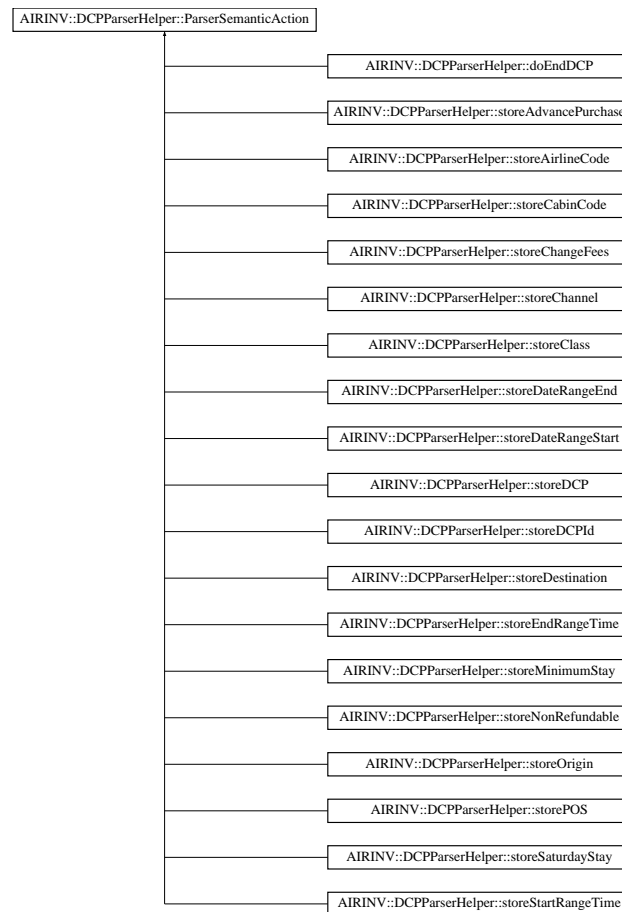 AIRINV::DCPParserHelper::ParserSemanticAction
AIRINV::DCPParserHelper::doEndDCP
AIRINV::DCPParserHelper::storeAdvancePurchase
AIRINV::DCPParserHelper::storeAirlineCode
AIRINV::DCPParserHelper::storeCabinCode
AIRINV::DCPParserHelper::storeChangeFees
AIRINV::DCPParserHelper::storeChannel
AIRINV::DCPParserHelper::storeClass
AIRINV::DCPParserHelper::storeDateRangeEnd
AIRINV::DCPParserHelper::storeDateRangeStart
AIRINV::DCPParserHelper::storeDCP
AIRINV::DCPParserHelper::storeDCPId
AIRINV::DCPParserHelper::storeDestination
AIRINV::DCPParserHelper::storeEndRangeTime
AIRINV::DCPParserHelper::storeMinimumStay
AIRINV::DCPParserHelper::storeNonRefundable
AIRINV::DCPParserHelper::storeOrigin
AIRINV::DCPParserHelper::storePOS
AIRINV::DCPParserHelper::storeSaturdayStay
AIRINV::DCPParserHelper::storeStartRangeTime